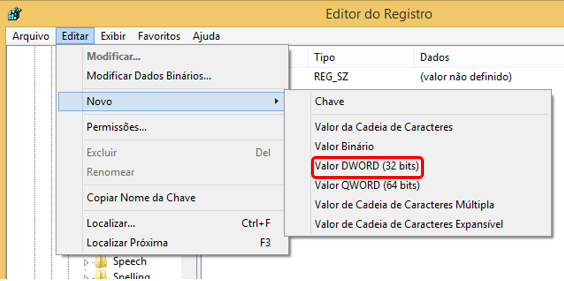 Editor do Registro
Arquivo Editar Exibir Favoritos Ajuda
Tipo Dados
REG_SZ (valor não definido)
Modificar...
Modificar Dados Binários...
Novo
Permissões...
Excluir Del
Renomear
Copiar Nome da Chave
Localizar... Ctrl+F
Localizar Próxima F3
Chave
Valor da Cadeia de Caracteres
Valor Binário
Valor DWORD (32 bits)
Valor QWORD (64 bits)
Valor de Cadeia de Caracteres Múltipla
Valor de Cadeia de Caracteres Expansível
Speech
Spelling